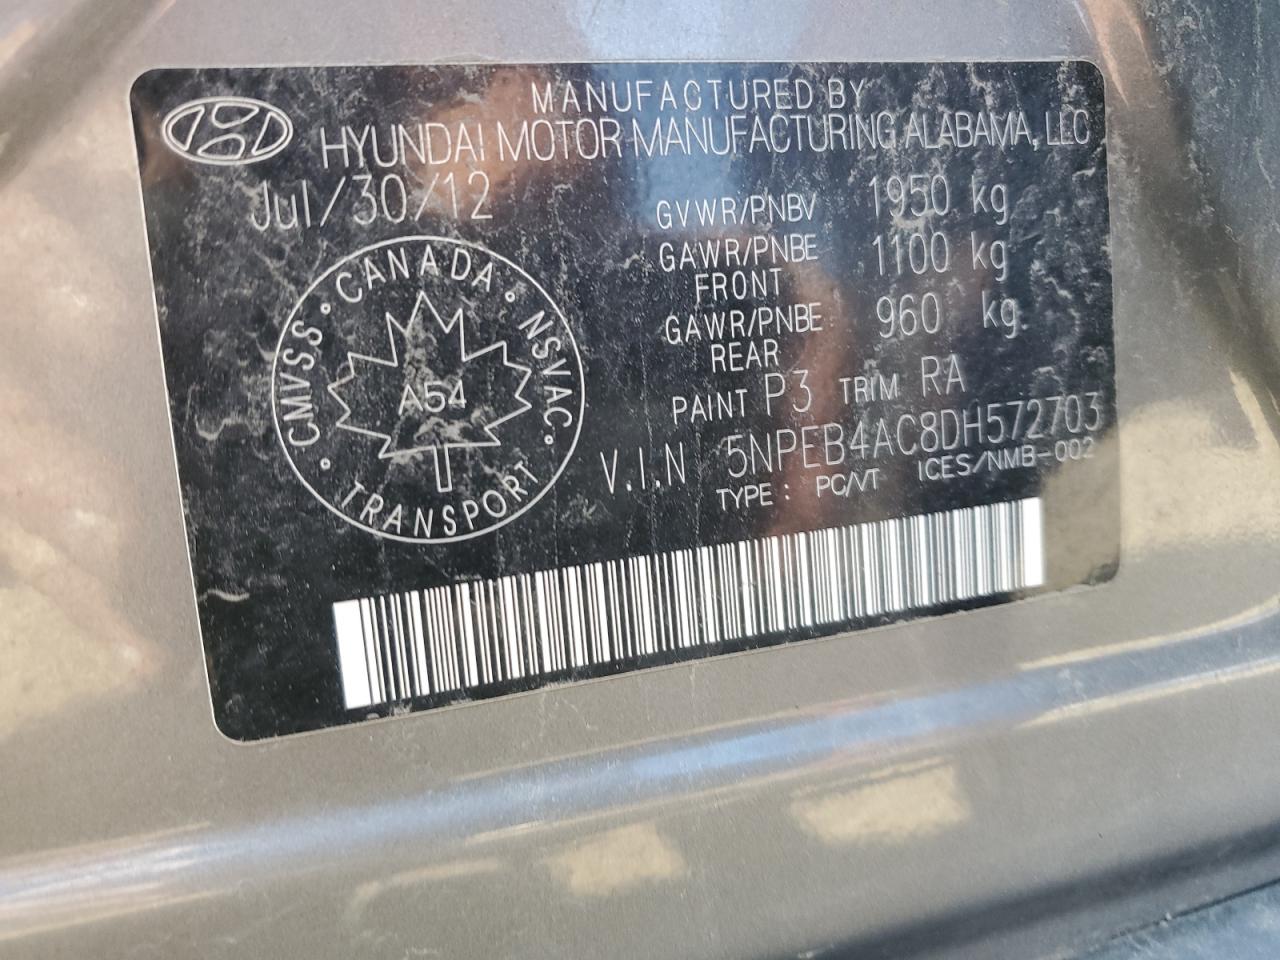 MANUFACTURED BY
HYUNDAI MOTOR MANUFACTURING ALABAMA, LLC
Jul/30/12
GVWR/PNBV 1950 kg
GAWR/PNBE 1100 kg
FRONT
GAWR/PNBE 960 kg
REAR
PAINT P3 TRIM RA
V.I.N 5NPEB4AC8DH572703
TYPE : PC/VT ICES/NMB-002
CMVSS · CANADA · NSVAC · TRANSPORT ·
A54